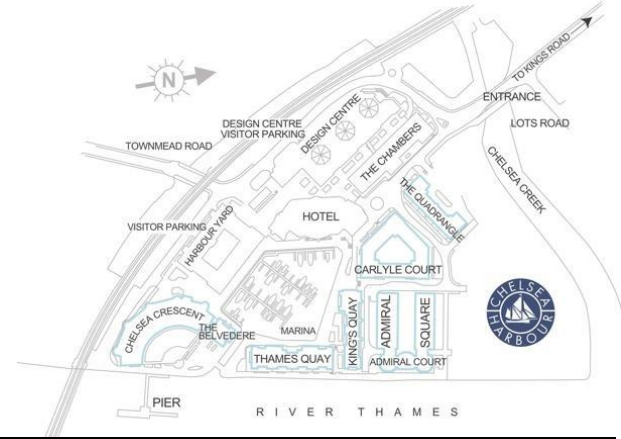 TO KINGS ROAD
N
ENTRANCE
DESIGN CENTRE
DESIGN CENTRE
VISITOR PARKING
LOTS ROAD
TOWNMEAD ROAD
THE CHAMBERS
CHELSEA CREEK
THE QUADRANGLE
HOTEL
VISITOR PARKING
HARBOUR YARD
CARLYLE COURT
CHELSEA HARBOUR
CHELSEA CRESCENT
THE
BELVEDERE
MARINA
KING'S QUAY
ADMIRAL
SQUARE
THAMES QUAY
ADMIRAL COURT
PIER
RIVER THAMES